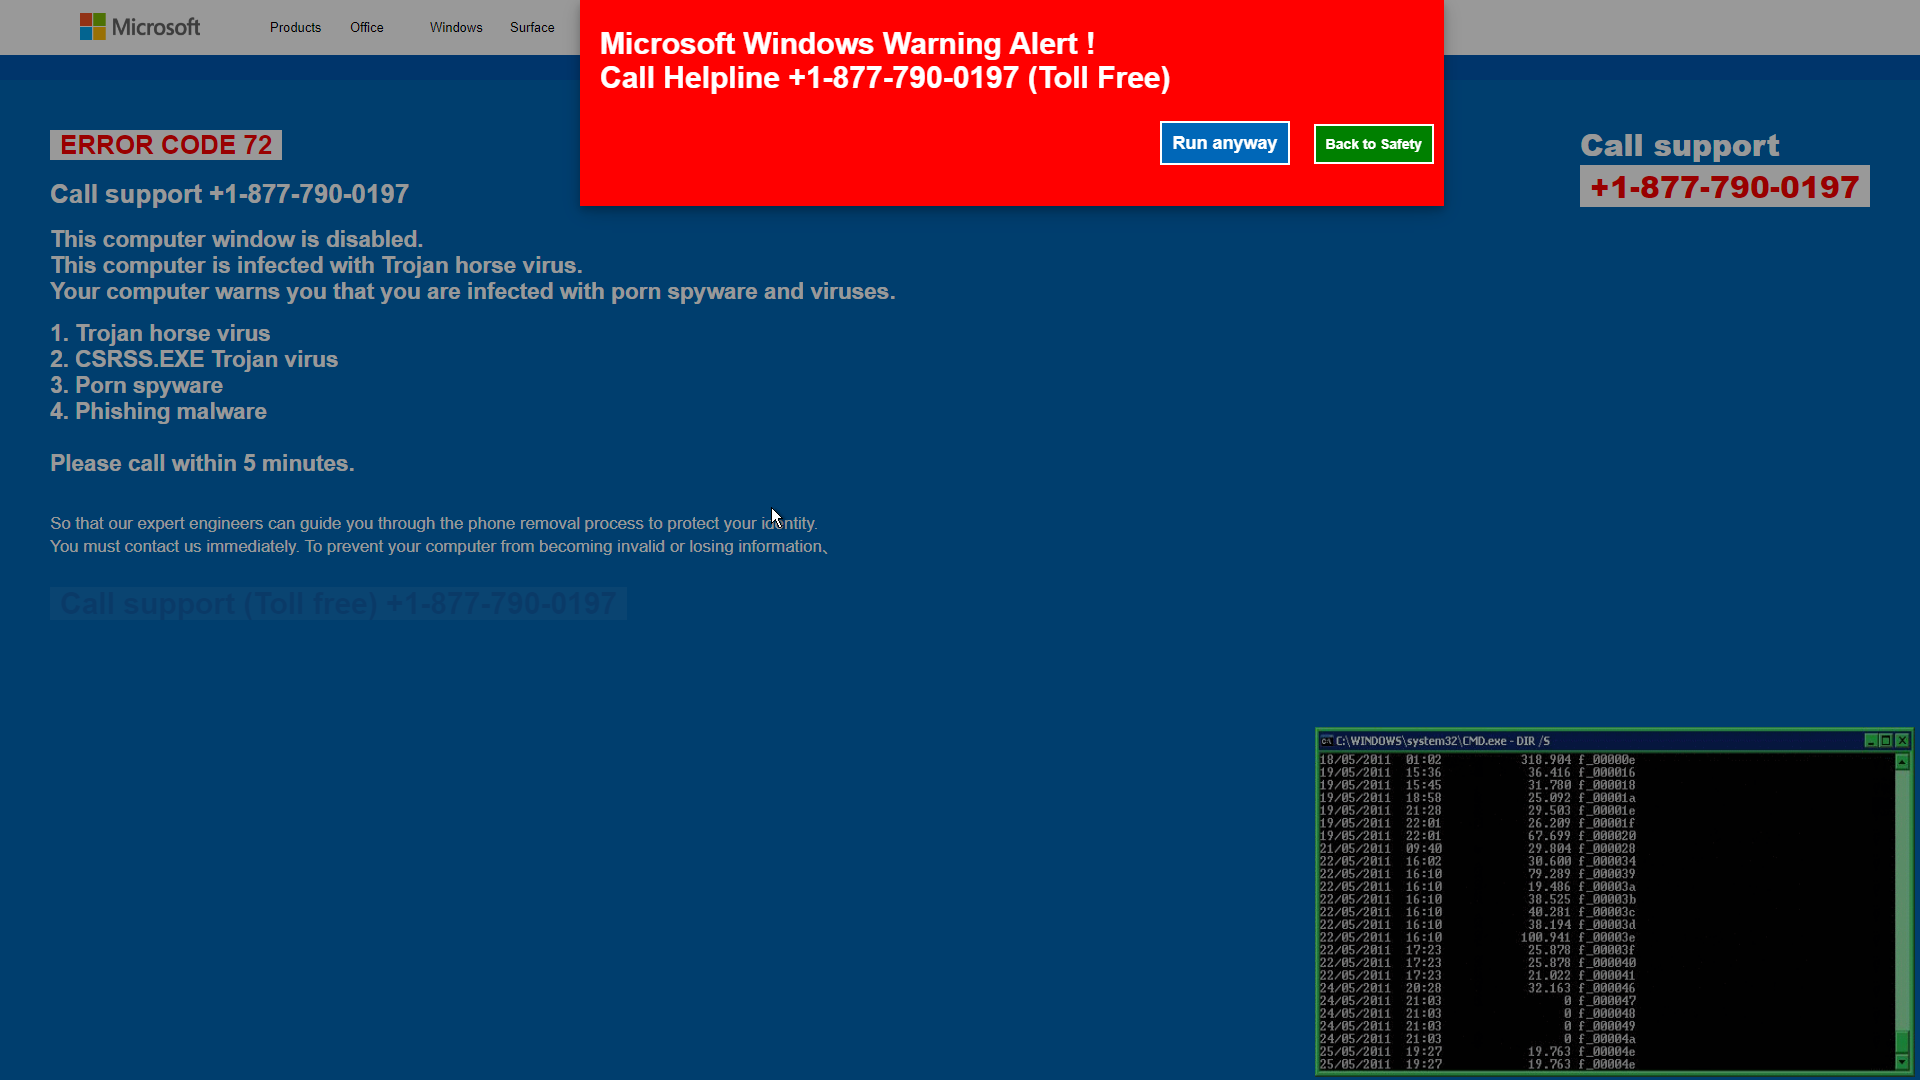 Microsoft
Products Office Windows Surface
Microsoft Windows Warning Alert !
Call Helpline +1-877-790-0197 (Toll Free)
Run anyway
Back to Safety
ERROR CODE 72
Call support +1-877-790-0197
This computer window is disabled.
This computer is infected with Trojan horse virus.
Your computer warns you that you are infected with porn spyware and viruses.
1. Trojan horse virus
2. CSRSS.EXE Trojan virus
3. Porn spyware
4. Phishing malware
Please call within 5 minutes.
So that our expert engineers can guide you through the phone removal process to protect your identity.
You must contact us immediately. To prevent your computer from becoming invalid or losing information、
Call support (Toll free) +1-877-790-0197
Call support
+1-877-790-0197
C:\WINDOWS\system32\CMD.exe - DIR /S
18/05/2011 01:02 318.904 f_00000e
19/05/2011 15:36 36.416 f_000016
19/05/2011 15:45 31.780 f_000018
19/05/2011 18:58 25.092 f_00001a
19/05/2011 21:28 29.503 f_00001e
19/05/2011 22:01 26.209 f_00001f
19/05/2011 22:01 67.699 f_000020
21/05/2011 09:40 29.804 f_000028
22/05/2011 16:02 30.600 f_000034
22/05/2011 16:10 79.289 f_000039
22/05/2011 16:10 19.486 f_00003a
22/05/2011 16:10 38.525 f_00003b
22/05/2011 16:10 40.281 f_00003c
22/05/2011 16:10 38.194 f_00003d
22/05/2011 16:10 100.941 f_00003e
22/05/2011 17:23 25.878 f_00003f
22/05/2011 17:23 25.878 f_000040
22/05/2011 17:23 21.022 f_000041
24/05/2011 20:28 32.163 f_000046
24/05/2011 21:03 0 f_000047
24/05/2011 21:03 0 f_000048
24/05/2011 21:03 0 f_000049
24/05/2011 21:03 0 f_00004a
25/05/2011 19:27 19.763 f_00004e
25/05/2011 19:27 19.763 f_00004e